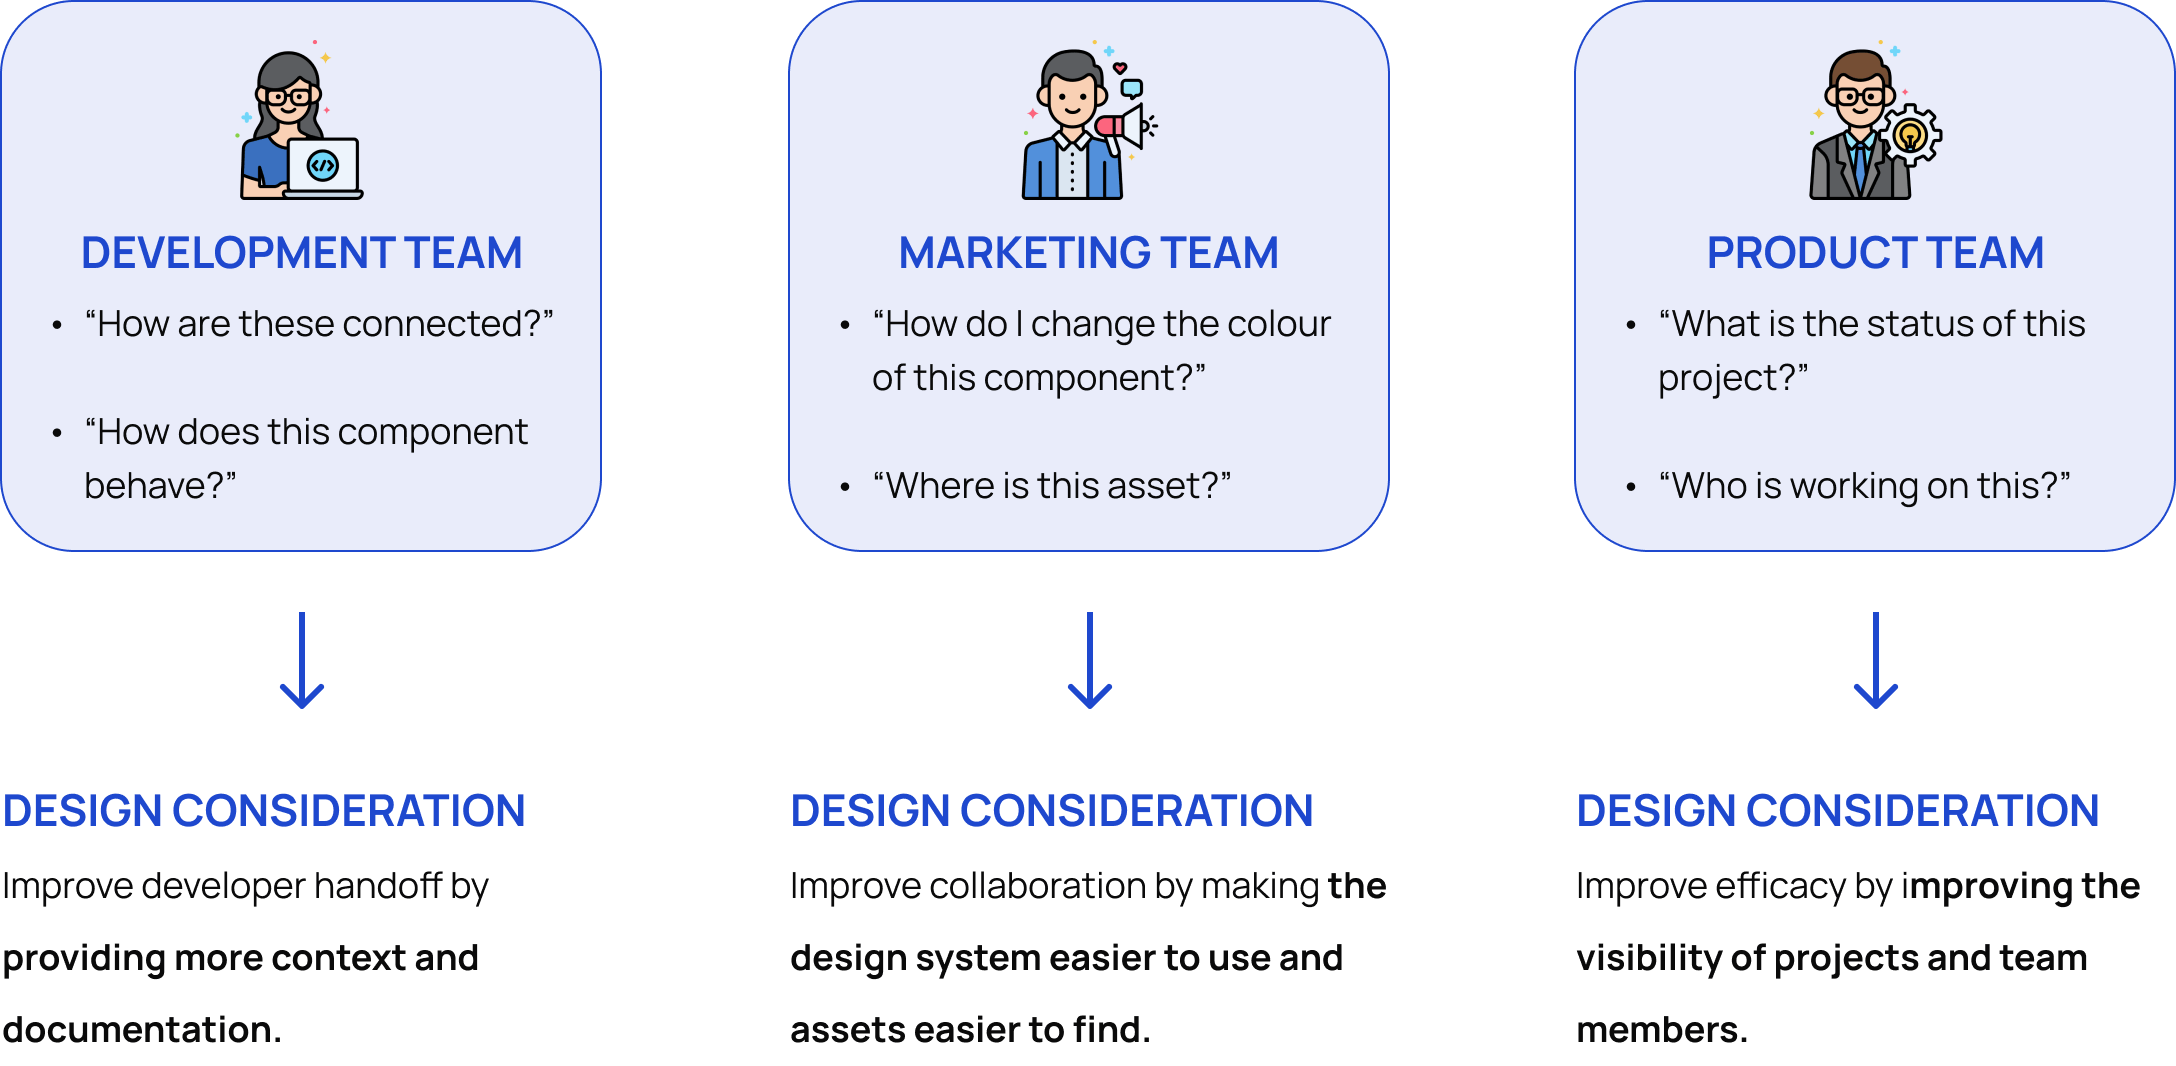 DEVELOPMENT TEAM
• “How are these connected?”
• “How does this component
behave?”
MARKETING TEAM
• “How do I change the colour
of this component?”
• “Where is this asset?”
PRODUCT TEAM
• “What is the status of this
project?”
• “Who is working on this?”
DESIGN CONSIDERATION
Improve developer handoff by
providing more context and
documentation.
DESIGN CONSIDERATION
Improve collaboration by making the
design system easier to use and
assets easier to find.
DESIGN CONSIDERATION
Improve efficacy by improving the
visibility of projects and team
members.